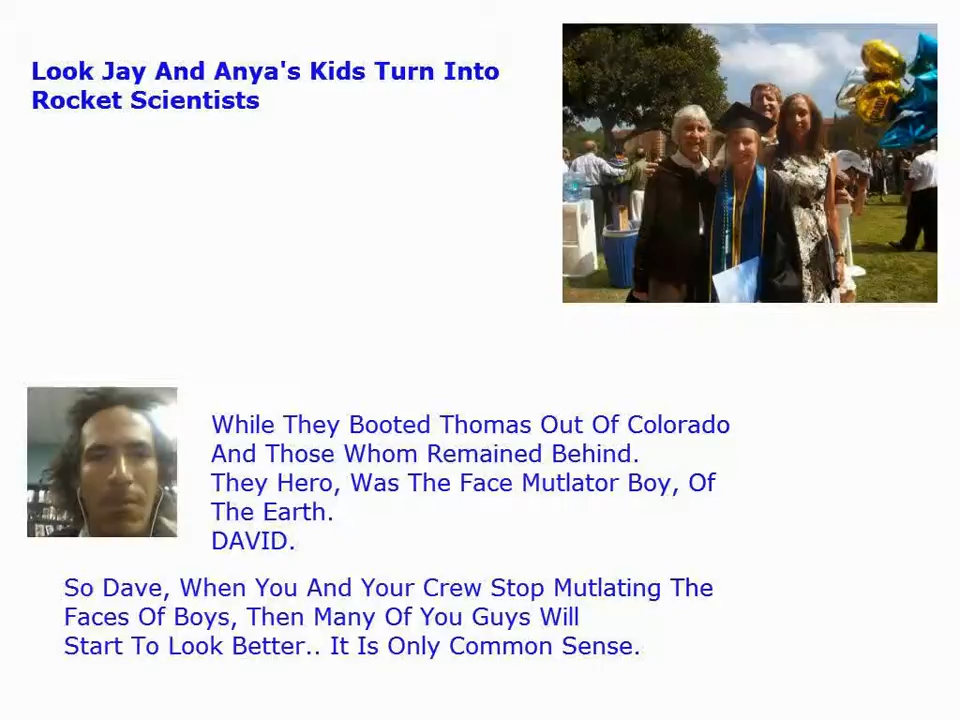 Look Jay And Anya's Kids Turn Into
Rocket Scientists
While They Booted Thomas Out Of Colorado
And Those Whom Remained Behind.
They Hero, Was The Face Mutlator Boy, Of
The Earth.
DAVID.
So Dave, When You And Your Crew Stop Mutlating The
Faces Of Boys, Then Many Of You Guys Will
Start To Look Better.. It Is Only Common Sense.